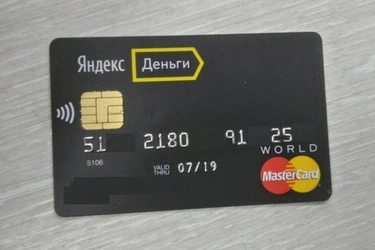 Яндекс Деньги
51 2180 91 25
5106
WORLD
VALID THRU 07/19
MasterCard